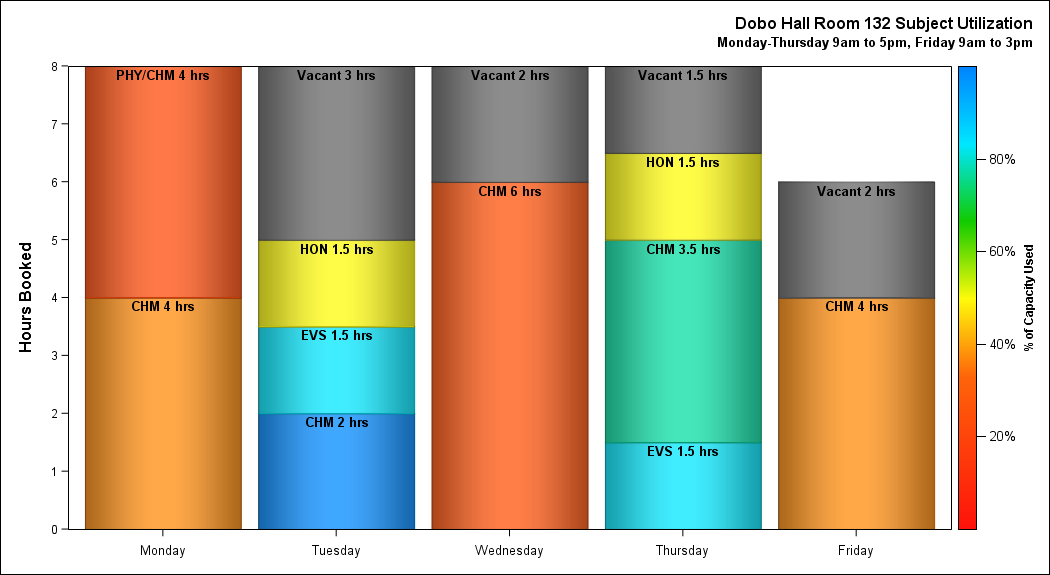 Dobo Hall Room 132 Subject Utilization
Monday-Thursday 9am to 5pm, Friday 9am to 3pm
Hours Booked
8
7
6
5
4
3
2
1
0
PHY/CHM 4 hrs
CHM 4 hrs
Vacant 3 hrs
HON 1.5 hrs
EVS 1.5 hrs
CHM 2 hrs
Vacant 2 hrs
CHM 6 hrs
Vacant 1.5 hrs
HON 1.5 hrs
CHM 3.5 hrs
EVS 1.5 hrs
Vacant 2 hrs
CHM 4 hrs
Monday
Tuesday
Wednesday
Thursday
Friday
80%
60%
40%
20%
% of Capacity Used